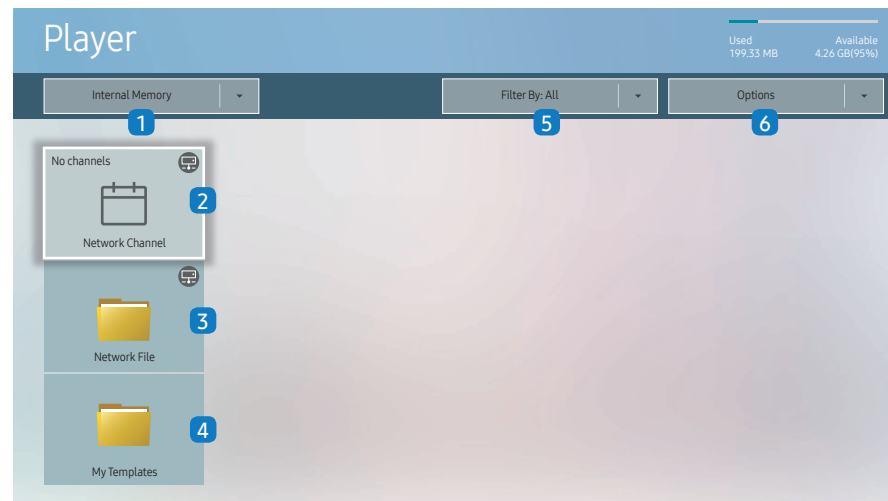 Player
Used Available
199.33 MB 4.26 GB(95%)
Internal Memory Filter By: All Options
1 5 6
No channels
2
Network Channel
3
Network File
4
My Templates